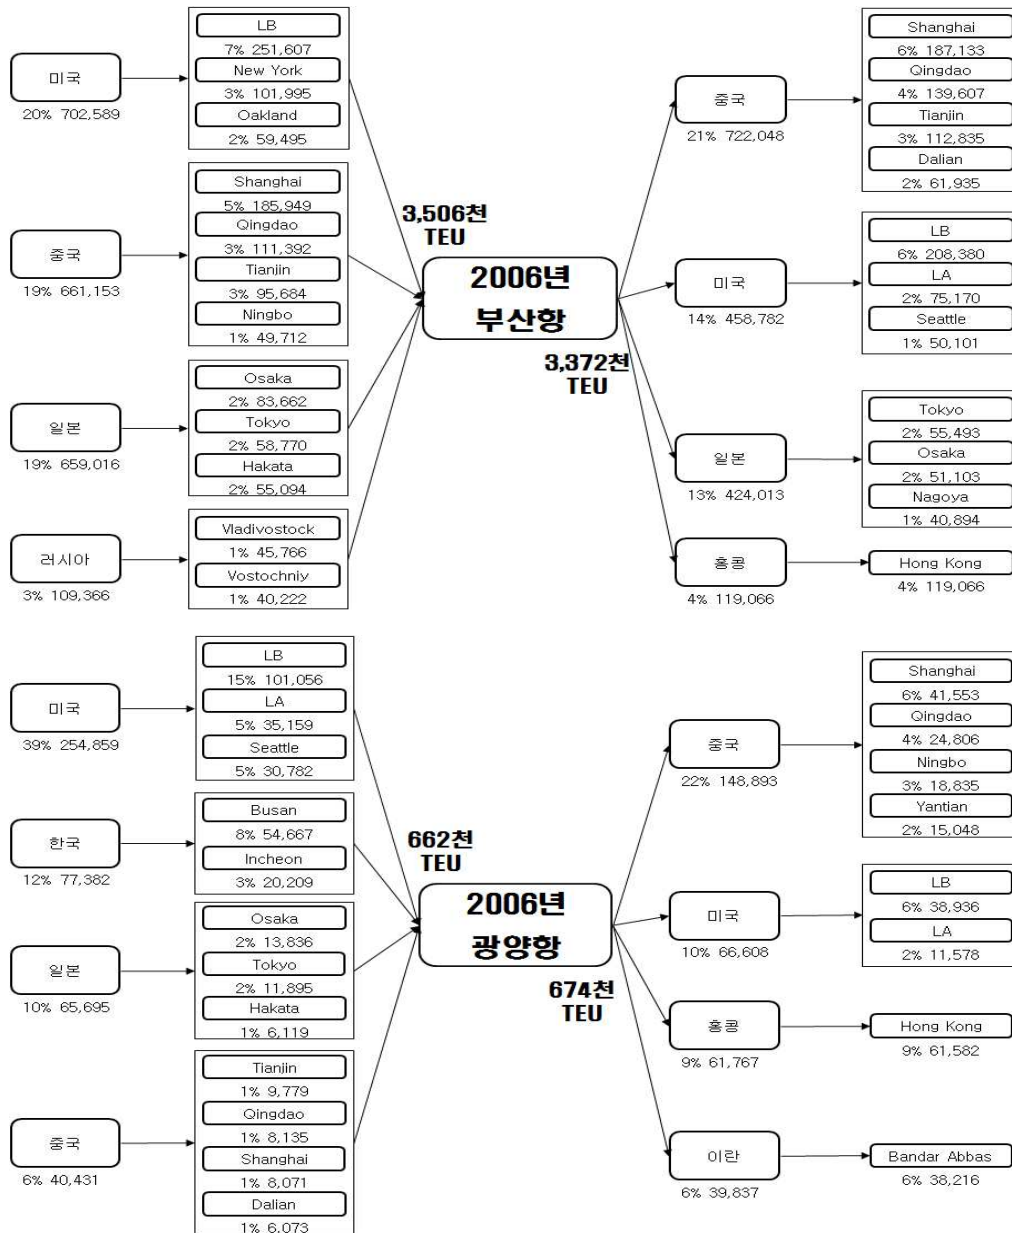 미국
20% 702,589
LB
7% 251,607
New York
3% 101,995
Oakland
2% 59,495
중국
19% 661,153
Shanghai
5% 185,949
Qingdao
3% 111,392
Tianjin
3% 95,684
Ningbo
1% 49,712
일본
19% 659,016
Osaka
2% 83,662
Tokyo
2% 58,770
Hakata
2% 55,094
러시아
3% 109,366
Vladivostock
1% 45,766
Vostochniy
1% 40,222
3,506천
TEU
2006년
부산항
3,372천
TEU
중국
21% 722,048
Shanghai
6% 187,133
Qingdao
4% 139,607
Tianjin
3% 112,835
Dalian
2% 61,935
미국
14% 458,782
LB
6% 208,380
LA
2% 75,170
Seattle
1% 50,101
일본
13% 424,013
Tokyo
2% 55,493
Osaka
2% 51,103
Nagoya
1% 40,894
홍콩
4% 119,066
Hong Kong
4% 119,066
미국
39% 254,859
LB
15% 101,056
LA
5% 35,159
Seattle
5% 30,782
한국
12% 77,382
Busan
8% 54,667
Incheon
3% 20,209
일본
10% 65,695
Osaka
2% 13,836
Tokyo
2% 11,895
Hakata
1% 6,119
중국
6% 40,431
Tianjin
1% 9,779
Qingdao
1% 8,135
Shanghai
1% 8,071
Dalian
1% 6,073
662천
TEU
2006년
광양항
674천
TEU
중국
22% 148,893
Shanghai
6% 41,553
Qingdao
4% 24,806
Ningbo
3% 18,835
Yantian
2% 15,048
미국
10% 66,608
LB
6% 38,936
LA
2% 11,578
홍콩
9% 61,767
Hong Kong
9% 61,582
이란
6% 39,837
Bandar Abbas
6% 38,216